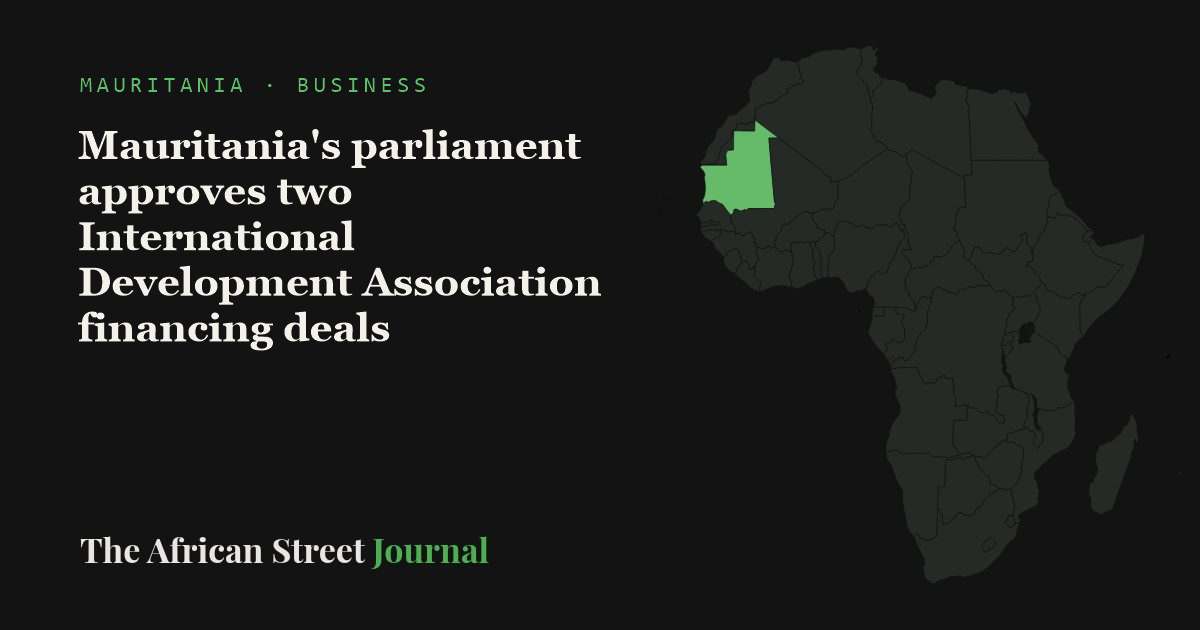 MAURITANIA · BUSINESS
Mauritania's parliament
approves two
International
Development Association
financing deals
The African Street Journal